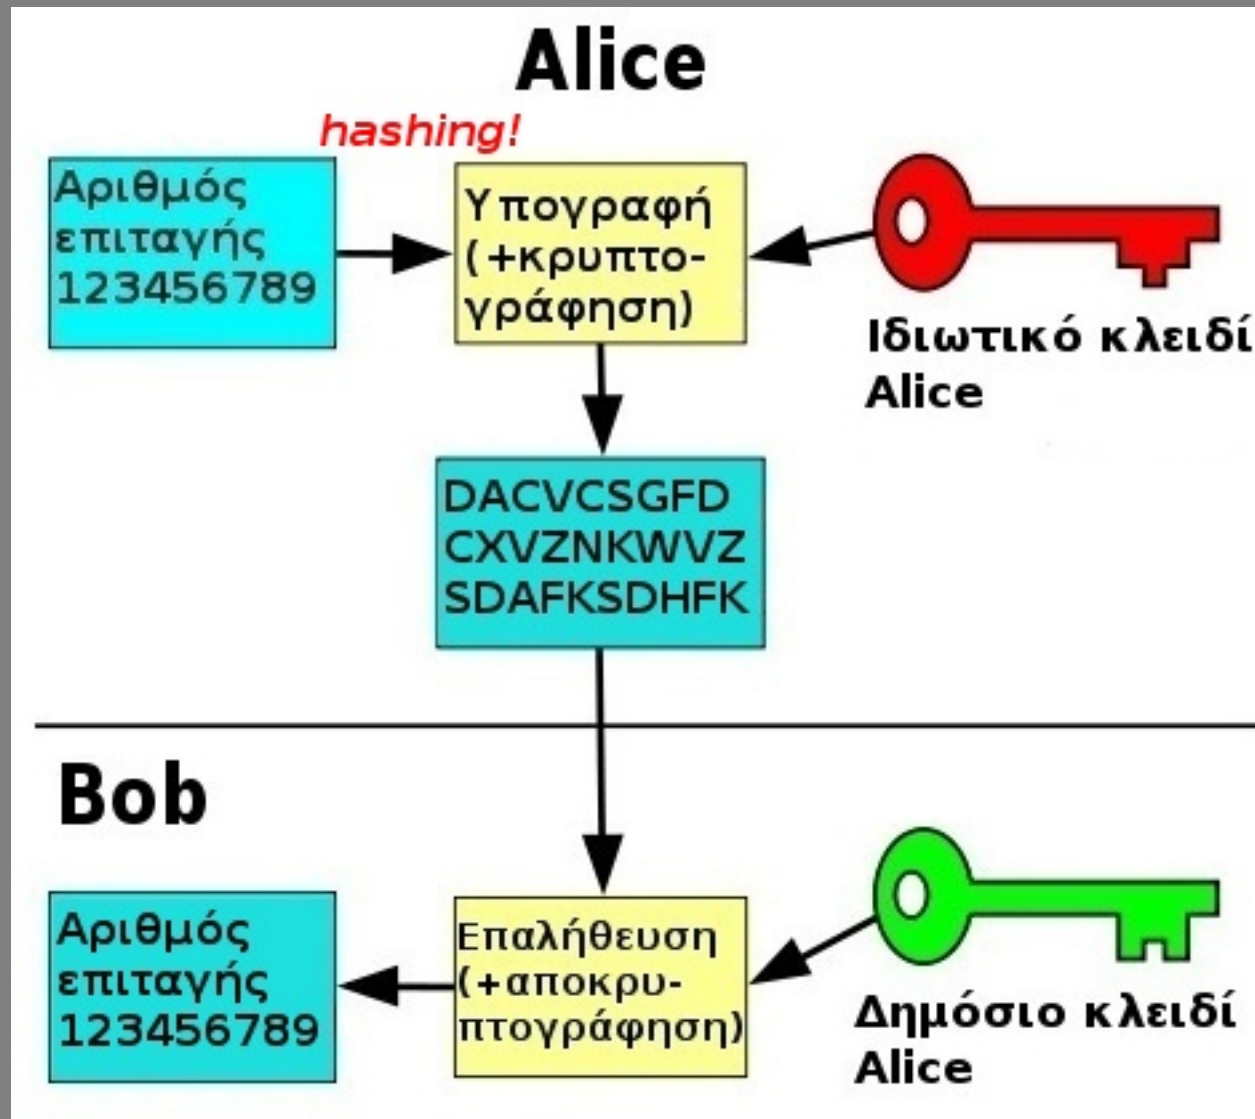 Alice
hashing!
Αριθμός
επιταγής
123456789
Υπογραφή
(+κρυπτο-
γράφηση)
Ιδιωτικό κλειδί
Alice
DACVCSGFD
CXVZNKWVZ
SDAFKSDHFK
Bob
Αριθμός
επιταγής
123456789
Επαλήθευση
(+αποκρυ-
πτογράφηση)
Δημόσιο κλειδί
Alice